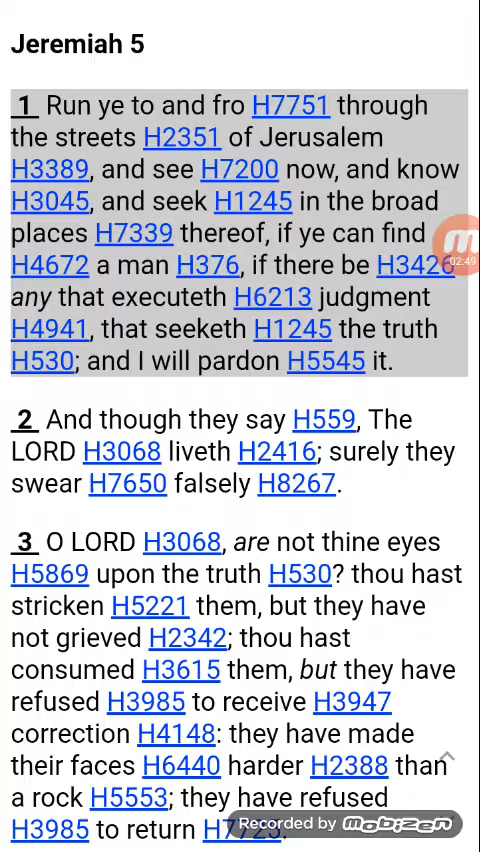 Jeremiah 5
1 Run ye to and fro H7751 through
the streets H2351 of Jerusalem
H3389, and see H7200 now, and know
H3045, and seek H1245 in the broad
places H7339 thereof, if ye can find
H4672 a man H376, if there be H3426
any that executeth H6213 judgment
H4941, that seeketh H1245 the truth
H530; and I will pardon H5545 it.
02:49
2 And though they say H559, The
LORD H3068 liveth H2416; surely they
swear H7650 falsely H8267.
3 O LORD H3068, are not thine eyes
H5869 upon the truth H530? thou hast
stricken H5221 them, but they have
not grieved H2342; thou hast
consumed H3615 them, but they have
refused H3985 to receive H3947
correction H4148: they have made
their faces H6440 harder H2388 than
a rock H5553; they have refused
H3985 to return H7725.
Recorded by mobizen